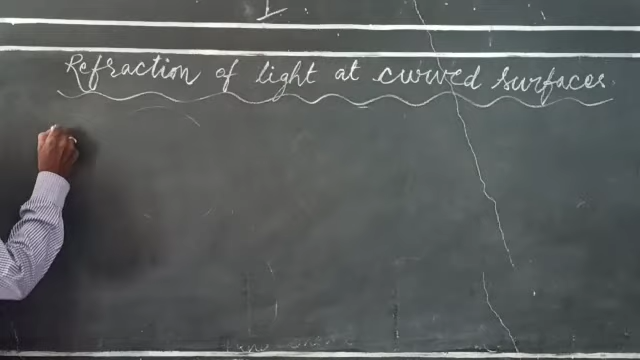 Refraction of light at curved surfaces.